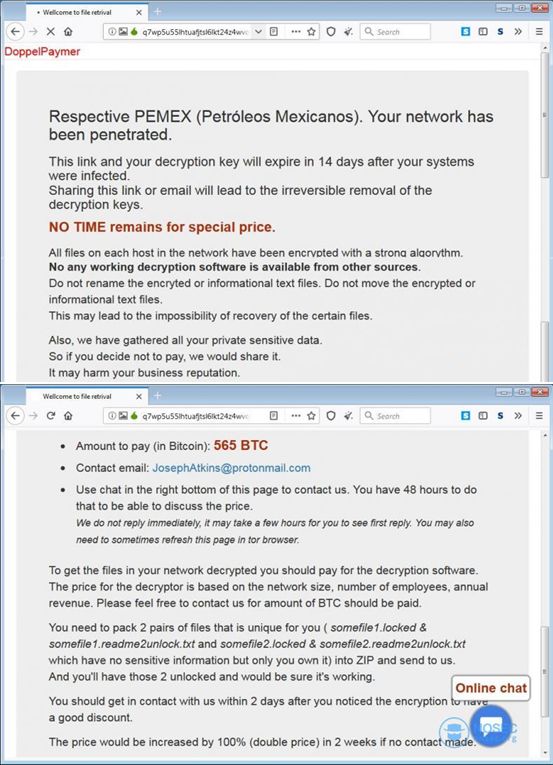 Wellcome to file retrival
q7wp5u55lhtuafjtsl6lkt24z4wvc
Search
DoppelPaymer
Respective PEMEX (Petróleos Mexicanos). Your network has
been penetrated.
This link and your decryption key will expire in 14 days after your systems
were infected.
Sharing this link or email will lead to the irreversible removal of the
decryption keys.
NO TIME remains for special price.
All files on each host in the network have been encrypted with a strong algorythm.
No any working decryption software is available from other sources.
Do not rename the encryted or informational text files. Do not move the encrypted or
informational text files.
This may lead to the impossibility of recovery of the certain files.
Also, we have gathered all your private sensitive data.
So if you decide not to pay, we would share it.
It may harm your business reputation.
Wellcome to file retrival
q7wp5u55lhtuafjtsl6lkt24z4wvc
Search
• Amount to pay (in Bitcoin): 565 BTC
• Contact email: JosephAtkins@protonmail.com
• Use chat in the right bottom of this page to contact us. You have 48 hours to do
that to be able to discuss the price.
We do not reply immediately, it may take a few hours for you to see first reply. You may also
need to sometimes refresh this page in tor browser.
To get the files in your network decrypted you should pay for the decryption software.
The price for the decryptor is based on the network size, number of employees, annual
revenue. Please feel free to contact us for amount of BTC should be paid.
You need to pack 2 pairs of files that is unique for you ( somefile1.locked &
somefile1.readme2unlock.txt and somefile2.locked & somefile2.readme2unlock.txt
which have no sensitive information but only you own it) into ZIP and send to us.
And you'll have those 2 unlocked and would be sure it's working.
Online chat
You should get in contact with us within 2 days after you noticed the encryption to have
a good discount.
The price would be increased by 100% (double price) in 2 weeks if no contact made.